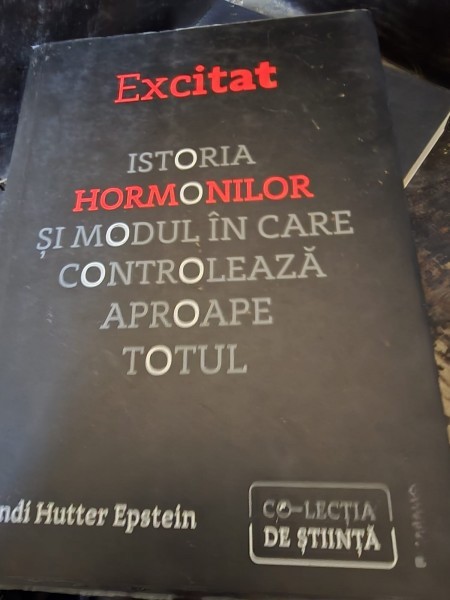 Excitat
ISTORIA
HORMONILOR
ȘI MODUL ÎN CARE
CONTROLEAZĂ
APROAPE
TOTUL
ndi Hutter Epstein
CO-LECȚIA
DE ȘTIINȚĂ